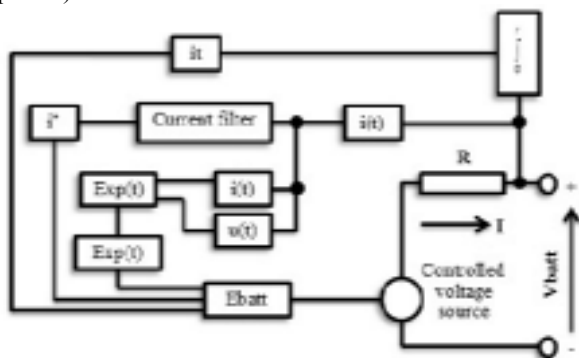 it
i*
Current filter
i(t)
R
Exp(t)
i(t)
+
u(t)
I
Exp(t)
Controlled
voltage
source
Vbatt
Ebatt
-